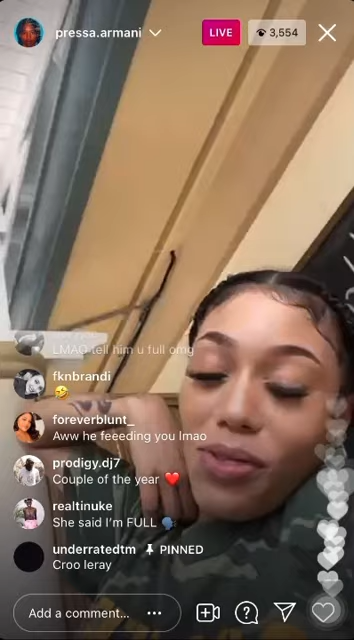 pressa.armani
LIVE
3,554
LMAO tell him u full omg
fknbrandi
🤣
foreverblunt_
Aww he feeeding you lmao
prodigy.dj7
Couple of the year ❤️
realtinuke
She said I'm FULL 🗣️
underratedtm PINNED
Croo leray
Add a comment...